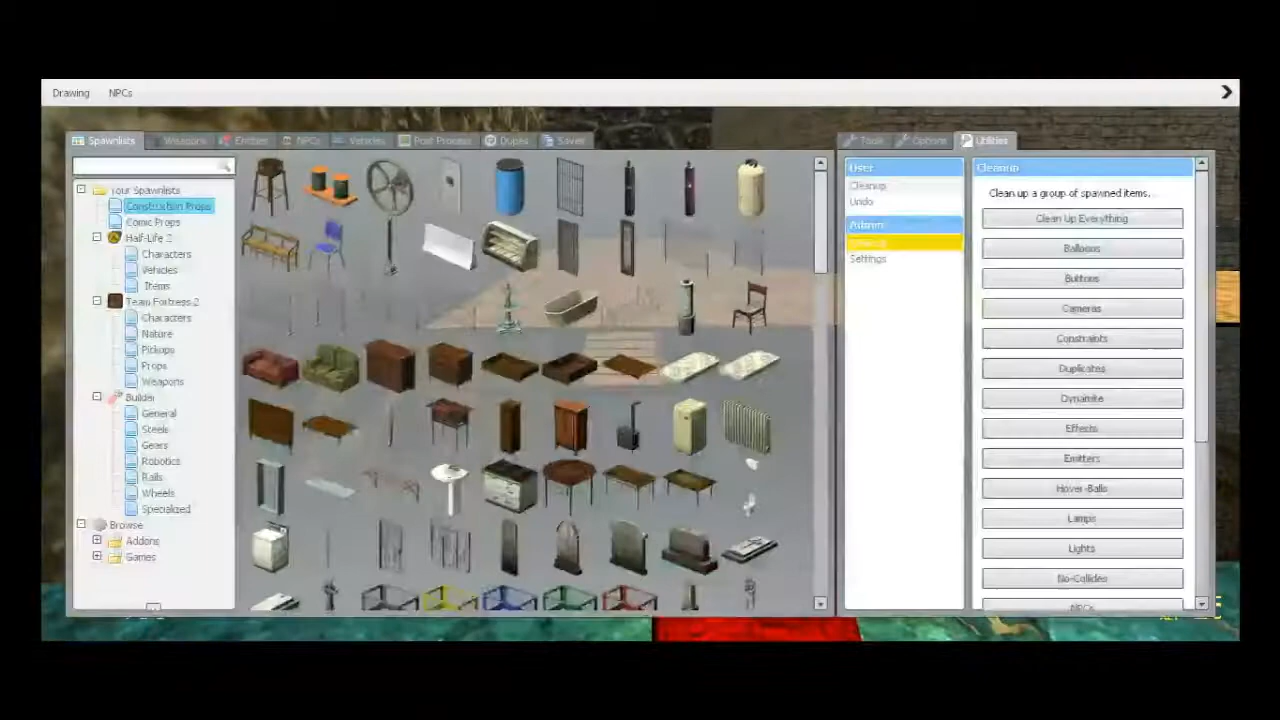 Drawing NPCs
Spawnlists Weapons Entities NPCs Vehicles Post Process Dupes Saves
Your Spawnlists
Construction Props
Comic Props
Half-Life 2
Characters
Vehicles
Items
Team Fortress 2
Characters
Nature
Pickups
Props
Weapons
Builder
General
Steels
Gears
Robotics
Rails
Wheels
Specialized
Browse
Addons
Games
Tools Options Utilities
User
Cleanup
Undo
Admin
Cleanup
Settings
Cleanup
Clean up a group of spawned items.
Clean Up Everything
Balloons
Buttons
Cameras
Constraints
Duplicates
Dynamite
Effects
Emitters
Hover-Balls
Lamps
Lights
No-Collides
NPCs